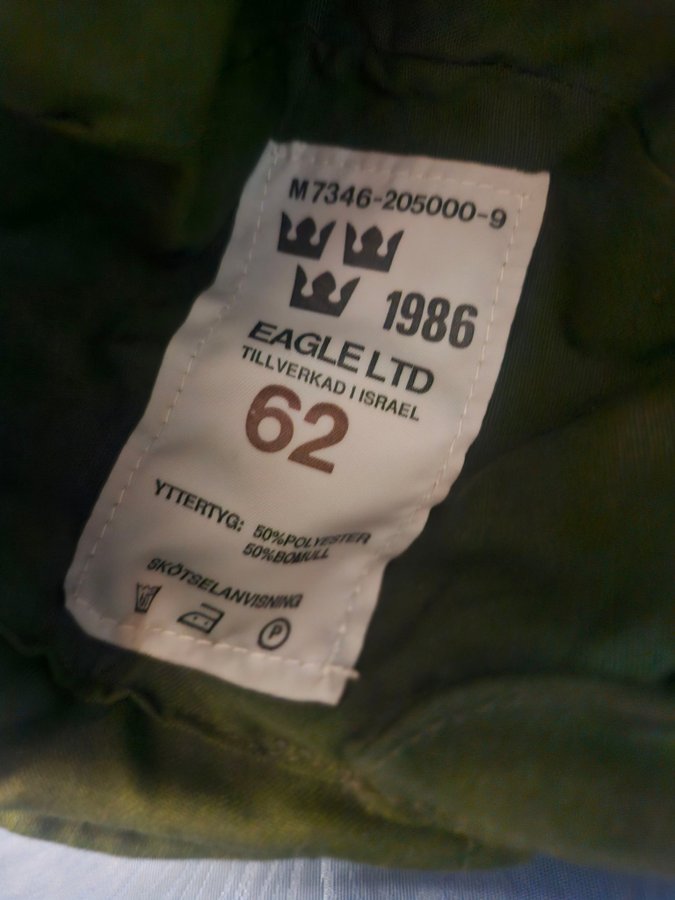 M7346-205000-9
1986
EAGLE LTD
TILLVERKAD I ISRAEL
62
YTTERTYG: 50%POLYESTER
50%BOMULL
SKÖTSELANVISNING
P